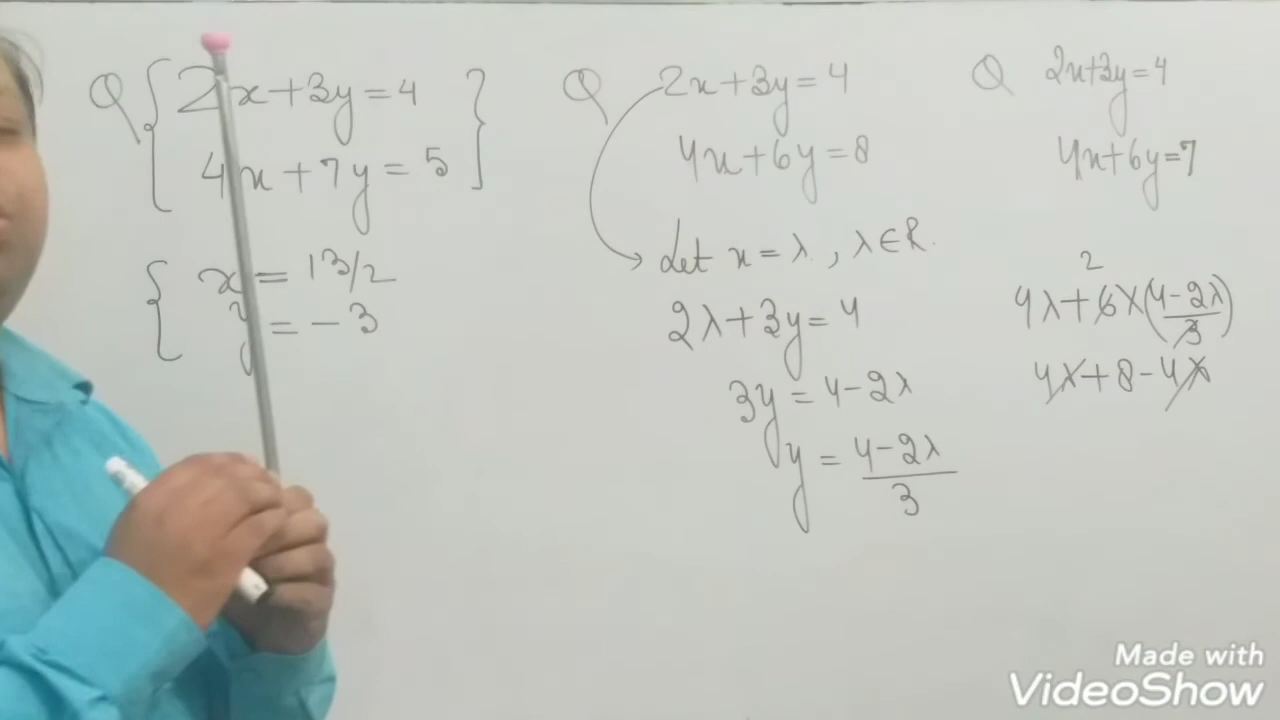 Q { 2x+3y=4 }
4x+7y=5
{ x=13/2
y=-3
Q 2x+3y=4
4x+6y=8
Let x=λ, λ∈R.
2λ+3y=4
3y=4-2λ
y=4-2λ
3
Q 2x+3y=4
4x+6y=7
2
4λ+6×(4-2λ)
3
4λ+8-4λ
Made with
VideoShow